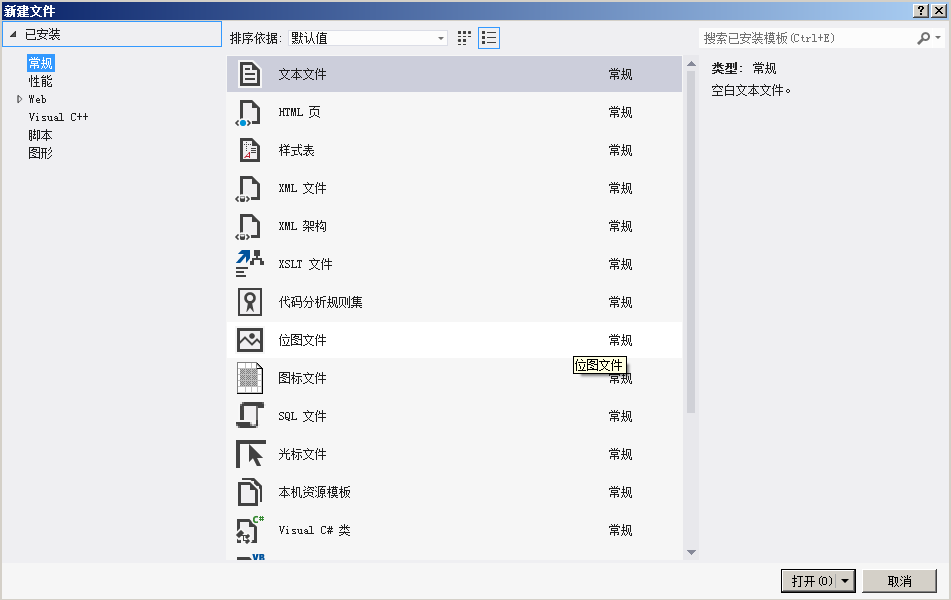 新建文件
已安装
常规
性能
Web
Visual C++
脚本
图形
排序依据: 默认值
文本文件 常规
HTML 页 常规
样式表 常规
XML 文件 常规
XML 架构 常规
XSLT 文件 常规
代码分析规则集 常规
位图文件 常规
位图文件
图标文件 常规
SQL 文件 常规
光标文件 常规
本机资源模板 常规
C#
Visual C# 类 常规
VB
搜索已安装模板(Ctrl+E)
类型: 常规
空白文本文件。
打开(O)
取消